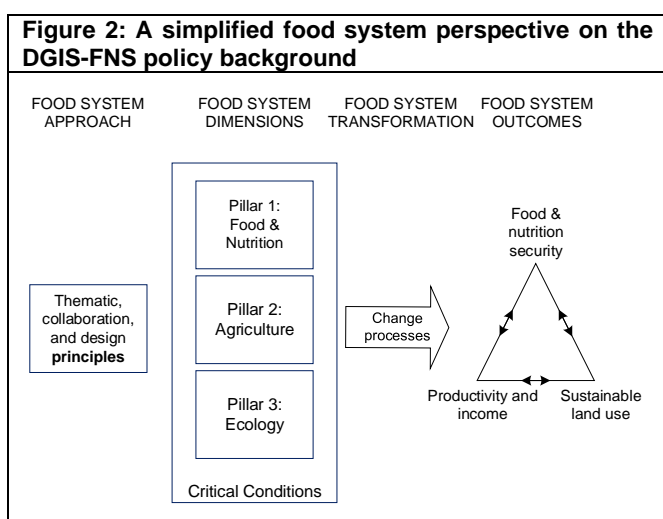 Figure 2: A simplified food system perspective on the
DGIS-FNS policy background
FOOD SYSTEM
APPROACH
FOOD SYSTEM
DIMENSIONS
FOOD SYSTEM
TRANSFORMATION
FOOD SYSTEM
OUTCOMES
Thematic,
collaboration,
and design
principles
Pillar 1:
Food &
Nutrition
Pillar 2:
Agriculture
Pillar 3:
Ecology
Critical Conditions
Change
processes
Food &
nutrition
security
Productivity and
income
Sustainable
land use